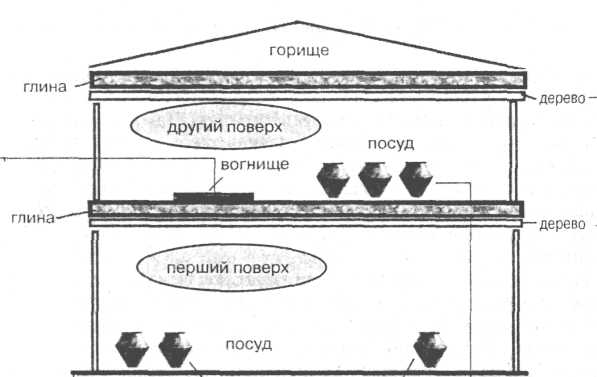 горище
глина
дерево
другий поверх
посуд
вогнище
глина
дерево
перший поверх
посуд